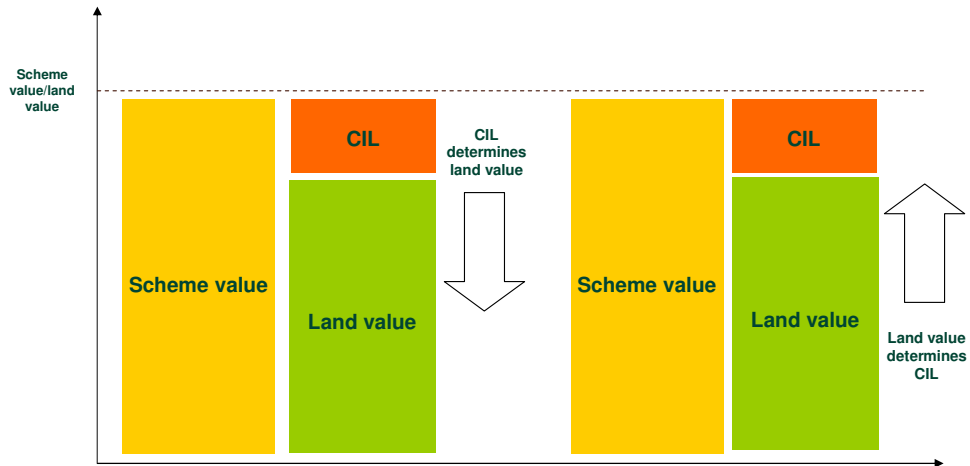 Scheme
value/land
value
CIL
CIL
determines
land value
CIL
Scheme value
Land value
Scheme value
Land value
Land value
determines
CIL